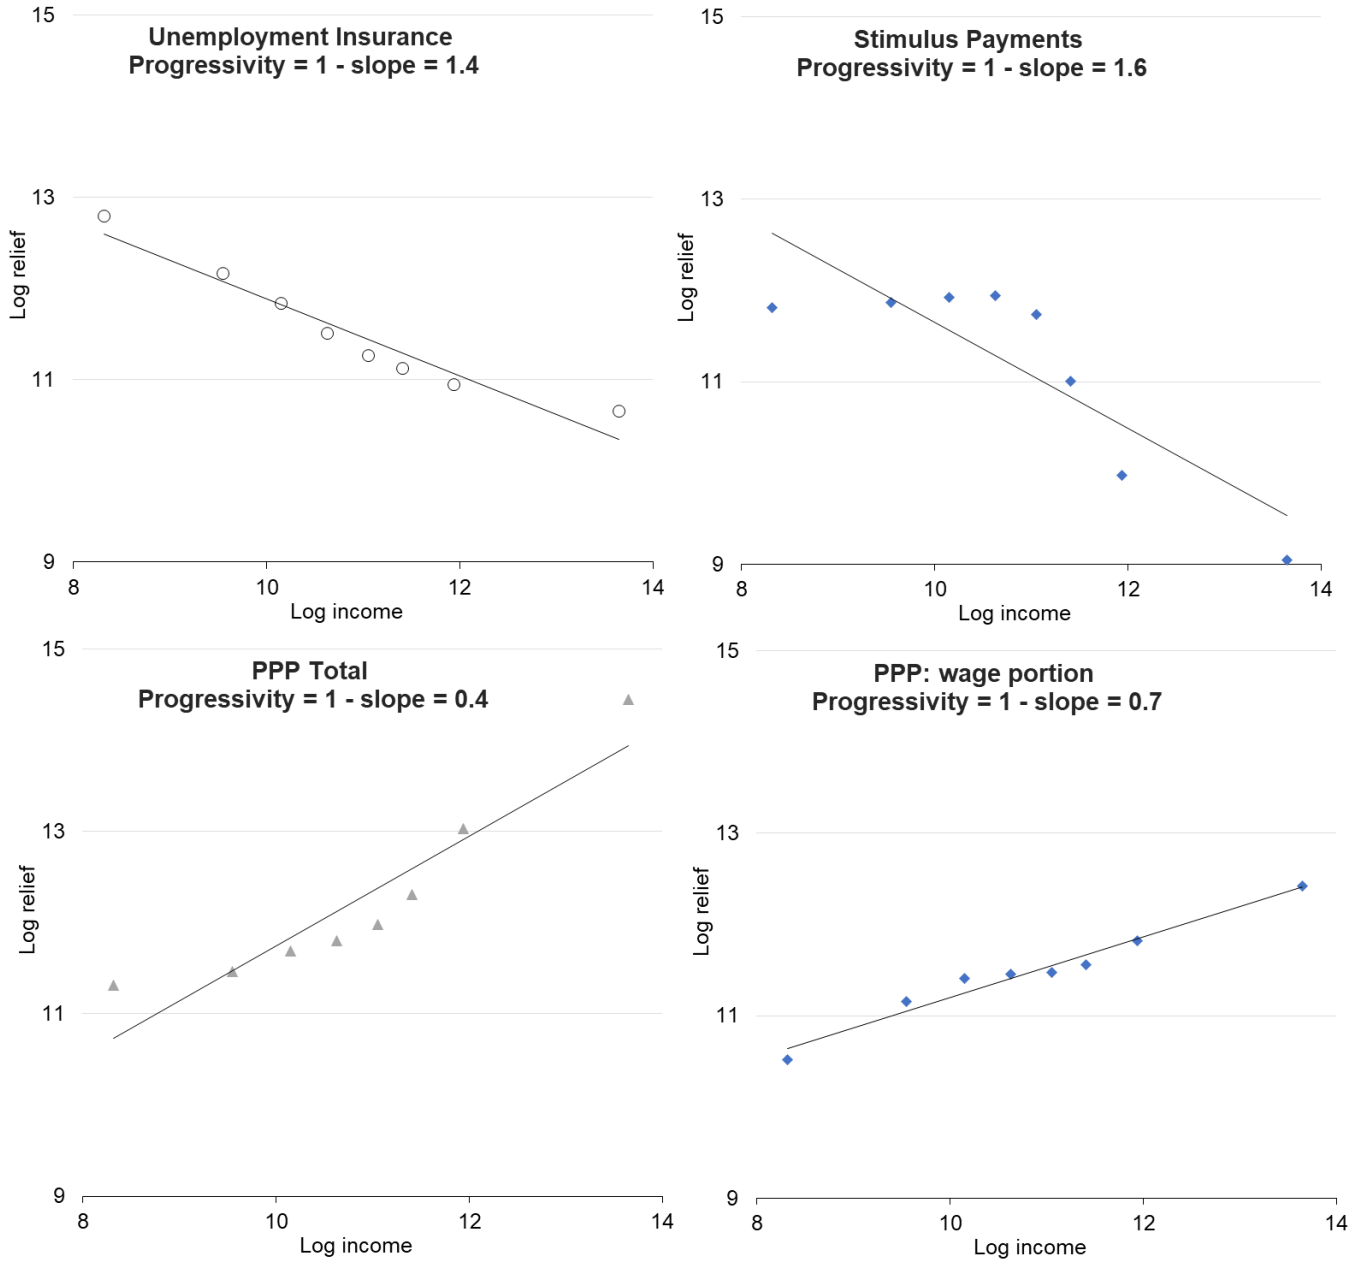 Unemployment Insurance
Progressivity = 1 - slope = 1.4
15
13
11
9
Log relief
8
10
12
14
Log income
Stimulus Payments
Progressivity = 1 - slope = 1.6
15
13
11
9
Log relief
8
10
12
14
Log income
PPP Total
Progressivity = 1 - slope = 0.4
15
13
11
9
Log relief
8
10
12
14
Log income
PPP: wage portion
Progressivity = 1 - slope = 0.7
15
13
11
9
Log relief
8
10
12
14
Log income